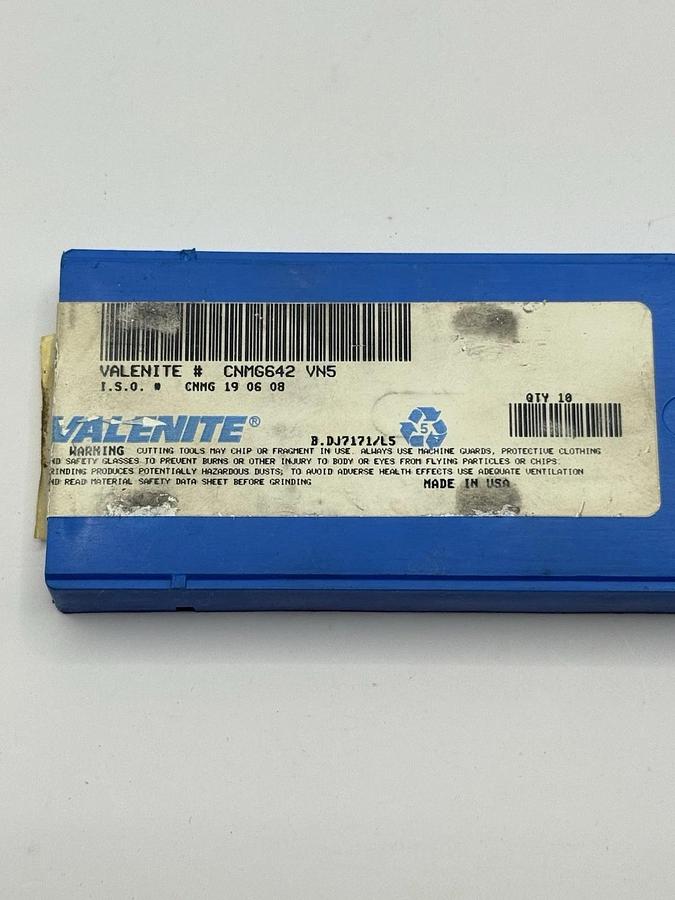 VALENITE # CNMG642 VN5
I.S.O. # CNMG 19 06 08
QTY 10
VALENITE®
B.DJ7171/L5
5
WARNING CUTTING TOOLS MAY CHIP OR FRAGMENT IN USE. ALWAYS USE MACHINE GUARDS, PROTECTIVE CLOTHING
ND SAFETY GLASSES TO PREVENT BURNS OR OTHER INJURY TO BODY OR EYES FROM FLYING PARTICLES OR CHIPS.
RINDING PRODUCES POTENTIALLY HAZARDOUS DUSTS; TO AVOID ADVERSE HEALTH EFFECTS USE ADEQUATE VENTILATION
ND READ MATERIAL SAFETY DATA SHEET BEFORE GRINDING
MADE IN USA